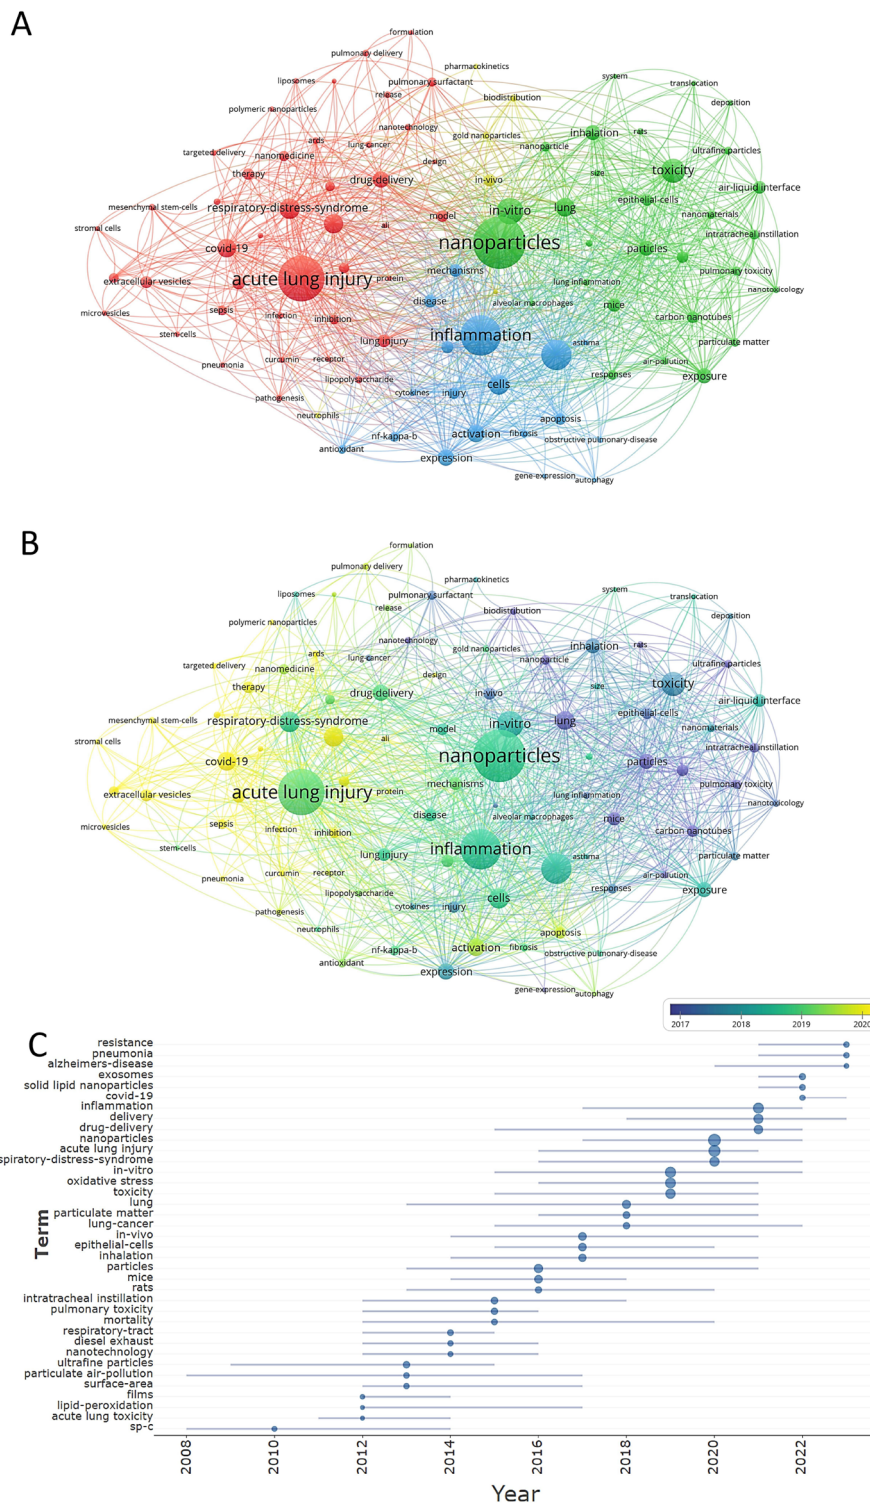 A
formulation
pulmonary delivery
pharmacokinetics
liposomes
pulmonary surfactant
system
translocation
release
biodistribution
deposition
polymeric nanoparticles
nanotechnology
gold nanoparticles
inhalation
rats
ards
lung-cancer
nanoparticle
ultrafine particles
targeted delivery
nanomedicine
design
therapy
drug-delivery
in-vivo
size
toxicity
air-liquid interface
epithelial-cells
mesenchymal stem-cells
respiratory-distress-syndrome
model
in-vitro
lung
nanomaterials
stromal cells
ali
intratracheal instillation
covid-19
nanoparticles
particles
extracellular vesicles
acute lung injury
protein
mechanisms
lung inflammation
pulmonary toxicity
nanotoxicology
microvesicles
sepsis
infection
inhibition
disease
alveolar macrophages
mice
carbon nanotubes
stem-cells
lung injury
inflammation
asthma
particulate matter
pneumonia
curcumin
receptor
air-pollution
lipopolysaccharide
cells
responses
exposure
pathogenesis
cytokines
injury
neutrophils
apoptosis
antioxidant
nf-kappa-b
activation
fibrosis
obstructive pulmonary-disease
expression
gene-expression
autophagy
B
formulation
pulmonary delivery
pharmacokinetics
liposomes
pulmonary surfactant
system
translocation
release
biodistribution
deposition
polymeric nanoparticles
nanotechnology
gold nanoparticles
inhalation
rats
ards
lung-cancer
nanoparticle
ultrafine particles
targeted delivery
nanomedicine
design
therapy
drug-delivery
in-vivo
size
toxicity
air-liquid interface
epithelial-cells
mesenchymal stem-cells
respiratory-distress-syndrome
model
in-vitro
lung
nanomaterials
stromal cells
ali
intratracheal instillation
covid-19
nanoparticles
particles
extracellular vesicles
acute lung injury
protein
mechanisms
lung inflammation
pulmonary toxicity
nanotoxicology
microvesicles
sepsis
infection
inhibition
disease
alveolar macrophages
mice
carbon nanotubes
stem-cells
lung injury
inflammation
asthma
particulate matter
pneumonia
curcumin
receptor
air-pollution
lipopolysaccharide
cells
responses
exposure
pathogenesis
cytokines
injury
neutrophils
apoptosis
antioxidant
nf-kappa-b
activation
fibrosis
obstructive pulmonary-disease
expression
gene-expression
autophagy
2017 2018 2019 2020
C
resistance
pneumonia
alzheimers-disease
exosomes
solid lipid nanoparticles
covid-19
inflammation
delivery
drug-delivery
nanoparticles
acute lung injury
spiratory-distress-syndrome
in-vitro
oxidative stress
toxicity
lung
particulate matter
lung-cancer
in-vivo
epithelial-cells
inhalation
particles
mice
rats
intratracheal instillation
pulmonary toxicity
mortality
respiratory-tract
diesel exhaust
nanotechnology
ultrafine particles
particulate air-pollution
surface-area
films
lipid-peroxidation
acute lung toxicity
sp-c
Term
2008 2010 2012 2014 2016 2018 2020 2022
Year